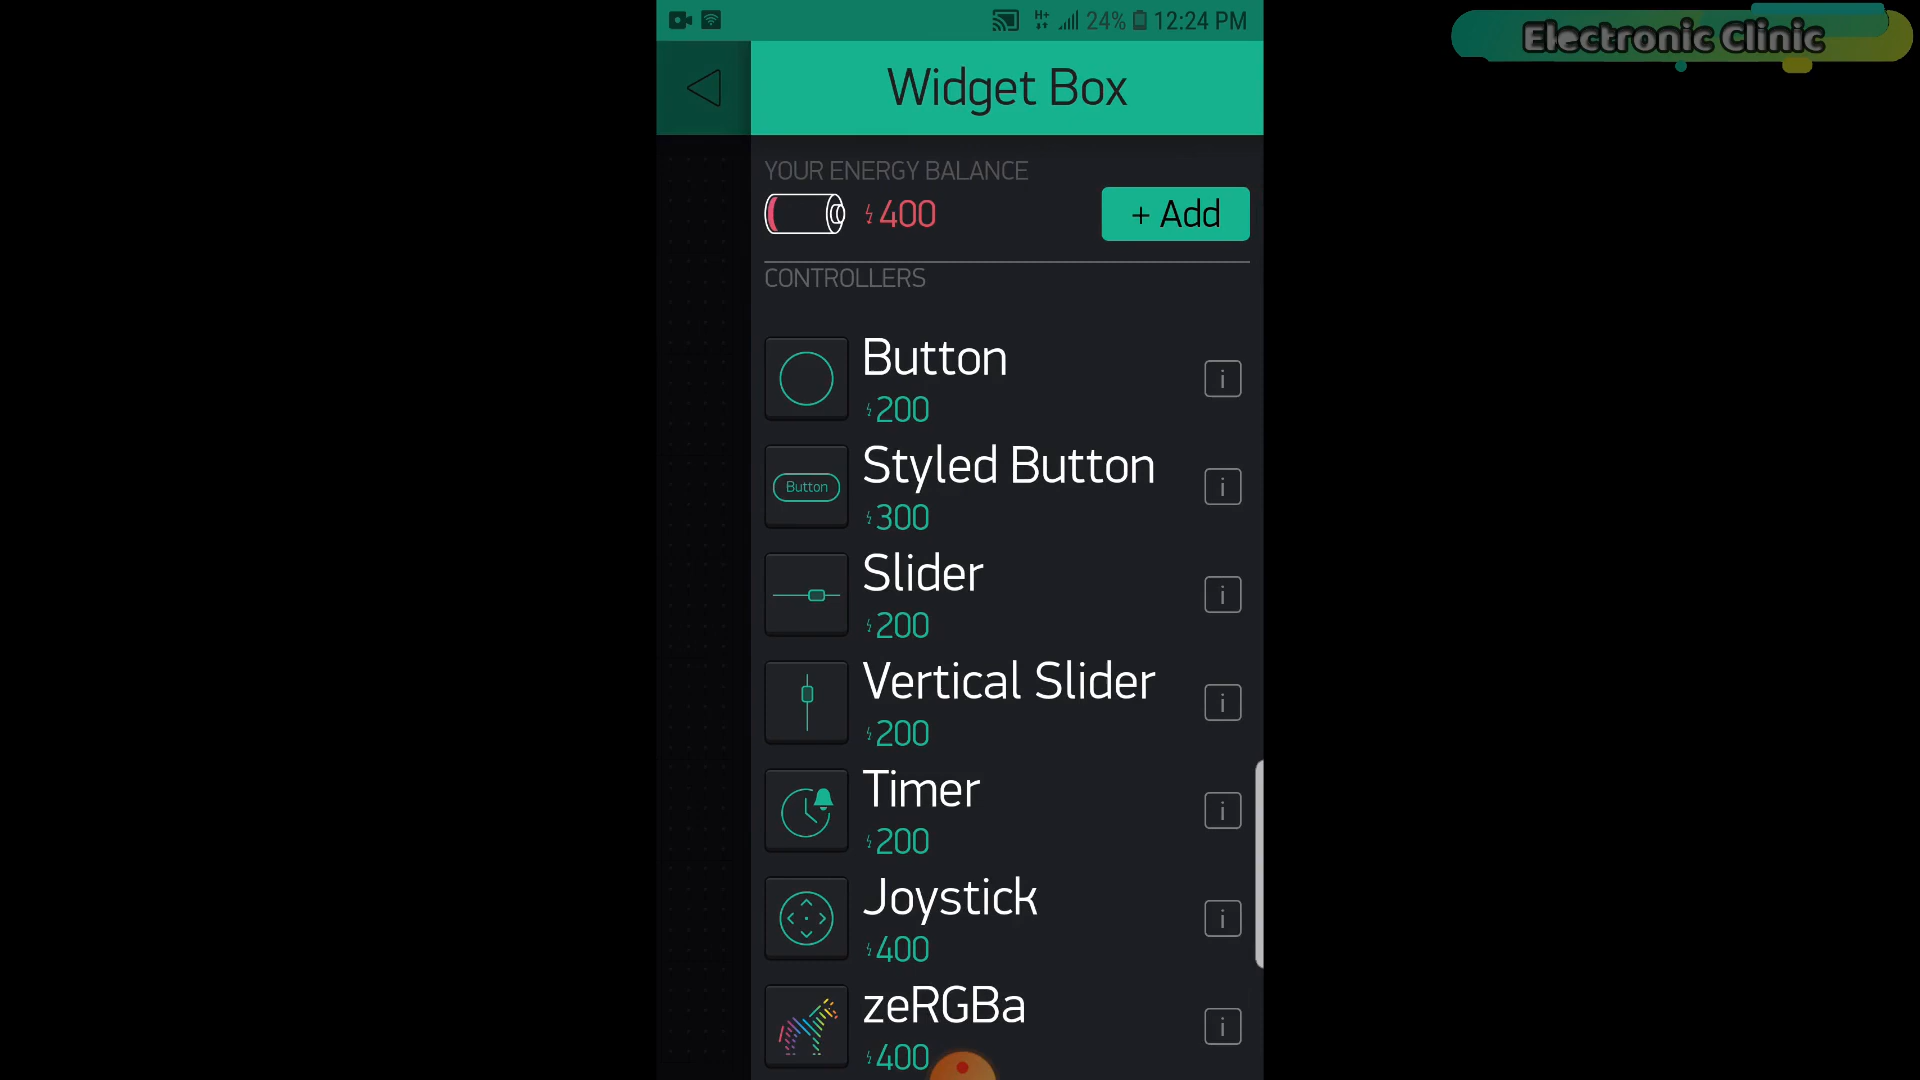 24% 12:24 PM
Electronic Clinic
Widget Box
YOUR ENERGY BALANCE
400
+ Add
CONTROLLERS
Button
200
Button
Styled Button
300
Slider
200
Vertical Slider
200
Timer
200
Joystick
400
zeRGBa
400